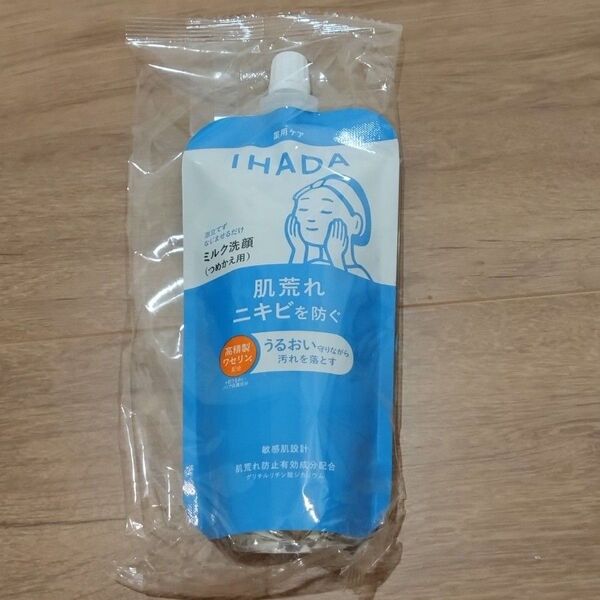 薬用ケア
IHADA
泡立てず
なじませるだけ
ミルク洗顔
(つめかえ用)
肌荒れ
ニキビを防ぐ
高精製
ワセリン
配合
うるおい守りながら
汚れを落とす
敏感肌設計
肌荒れ防止有効成分配合
グリチルリチン酸ジカリウム